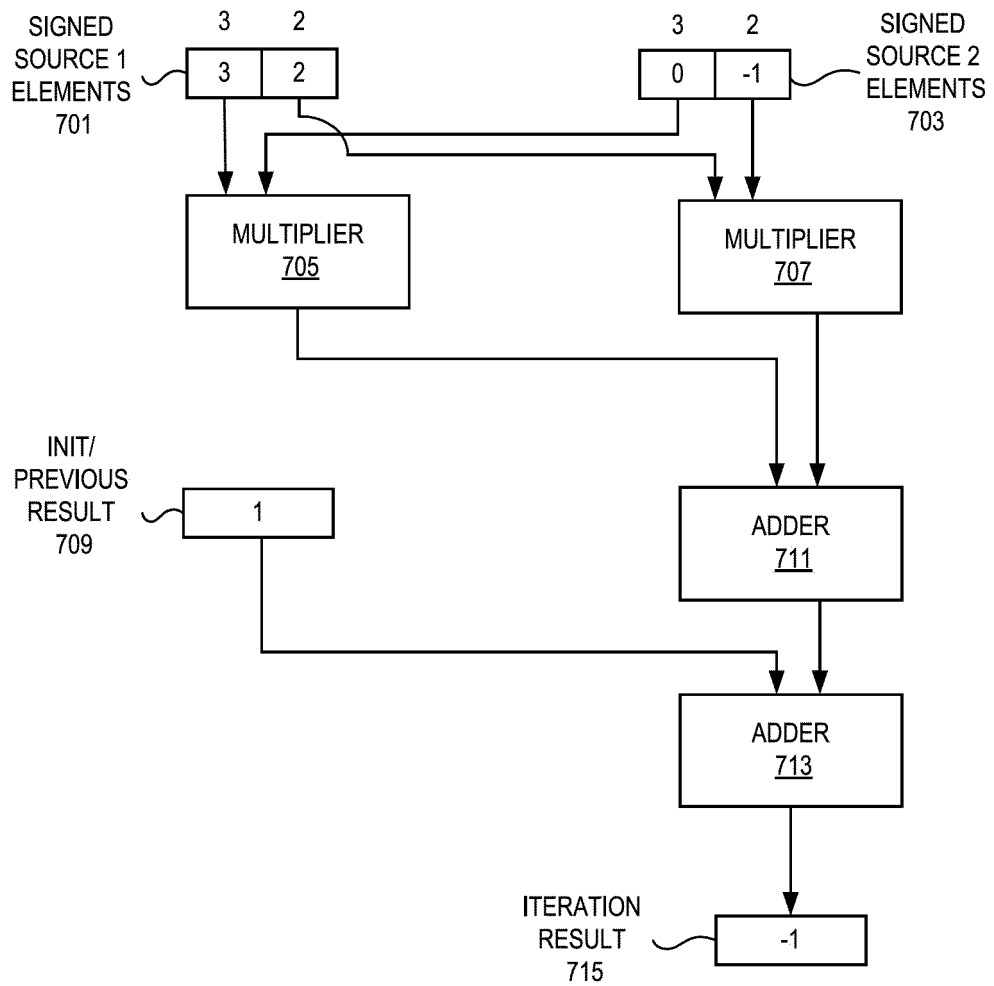 SIGNED
SOURCE 1
ELEMENTS
701
3 2
3 2
3 2
0 -1
SIGNED
SOURCE 2
ELEMENTS
703
MULTIPLIER
705
MULTIPLIER
707
INIT/
PREVIOUS
RESULT
709
1
ADDER
711
ADDER
713
ITERATION
RESULT
715
-1